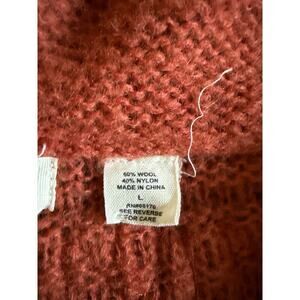 60% WOOL
40% NYLON
MADE IN CHINA
L
SEE REVERSE
FOR CARE